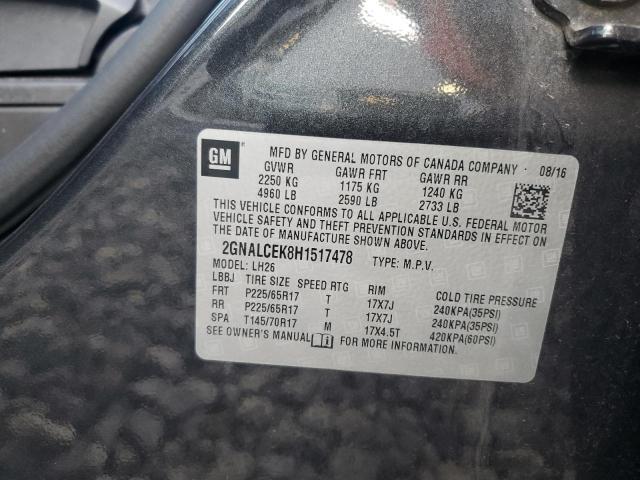 GM
MFD BY GENERAL MOTORS OF CANADA COMPANY 08/16
GVWR GAWR FRT GAWR RR
2250 KG 1175 KG 1240 KG
4960 LB 2590 LB 2733 LB
THIS VEHICLE CONFORMS TO ALL APPLICABLE U.S. FEDERAL MOTOR
VEHICLE SAFETY AND THEFT PREVENTION STANDARDS IN EFFECT ON
THE DATE OF MANUFACTURE SHOWN ABOVE.
2GNALCEK8H1517478 TYPE: M.P.V.
MODEL: LH26
LBBJ TIRE SIZE SPEED RTG RIM COLD TIRE PRESSURE
FRT P225/65R17 T 17X7J 240KPA(35PSI)
RR P225/65R17 T 17X7J 240KPA(35PSI)
SPA T145/70R17 M 17X4.5T 420KPA(60PSI)
SEE OWNER'S MANUAL FOR MORE INFORMATION.